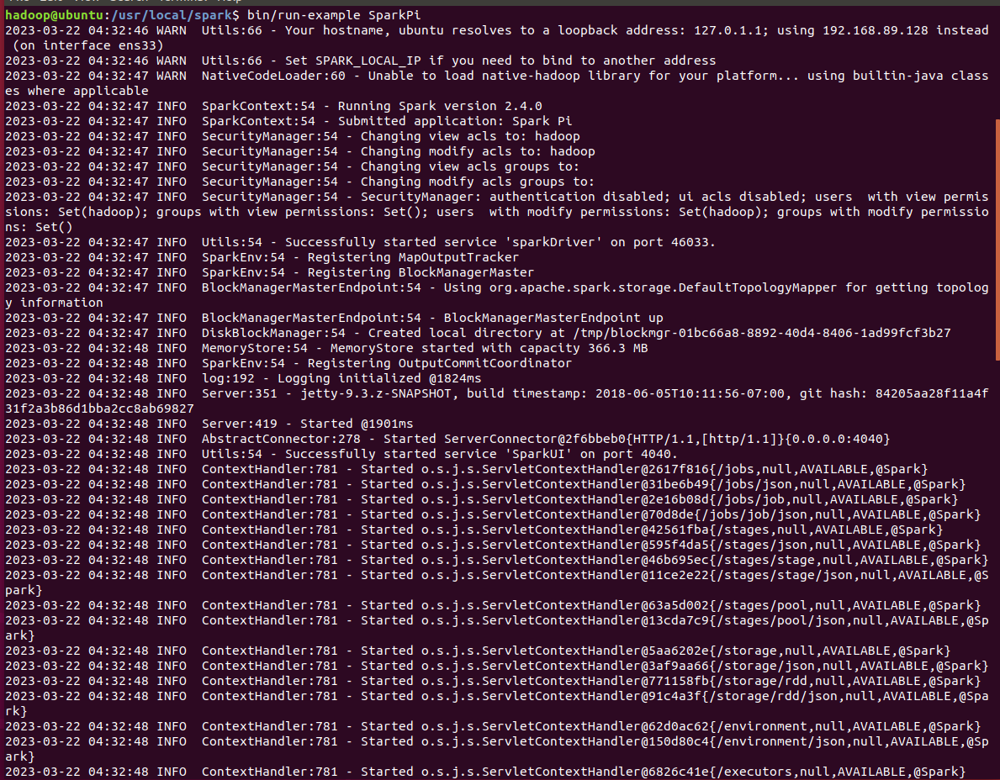 hadoop@ubuntu:/usr/local/spark$ bin/run-example SparkPi
2023-03-22 04:32:46 WARN  Utils:66 - Your hostname, ubuntu resolves to a loopback address: 127.0.1.1; using 192.168.89.128 instead
 (on interface ens33)
2023-03-22 04:32:46 WARN  Utils:66 - Set SPARK_LOCAL_IP if you need to bind to another address
2023-03-22 04:32:47 WARN  NativeCodeLoader:60 - Unable to load native-hadoop library for your platform... using builtin-java class
es where applicable
2023-03-22 04:32:47 INFO  SparkContext:54 - Running Spark version 2.4.0
2023-03-22 04:32:47 INFO  SparkContext:54 - Submitted application: Spark Pi
2023-03-22 04:32:47 INFO  SecurityManager:54 - Changing view acls to: hadoop
2023-03-22 04:32:47 INFO  SecurityManager:54 - Changing modify acls to: hadoop
2023-03-22 04:32:47 INFO  SecurityManager:54 - Changing view acls groups to:
2023-03-22 04:32:47 INFO  SecurityManager:54 - Changing modify acls groups to:
2023-03-22 04:32:47 INFO  SecurityManager:54 - SecurityManager: authentication disabled; ui acls disabled; users  with view permis
sions: Set(hadoop); groups with view permissions: Set(); users  with modify permissions: Set(hadoop); groups with modify permissio
ns: Set()
2023-03-22 04:32:47 INFO  Utils:54 - Successfully started service 'sparkDriver' on port 46033.
2023-03-22 04:32:47 INFO  SparkEnv:54 - Registering MapOutputTracker
2023-03-22 04:32:47 INFO  SparkEnv:54 - Registering BlockManagerMaster
2023-03-22 04:32:47 INFO  BlockManagerMasterEndpoint:54 - Using org.apache.spark.storage.DefaultTopologyMapper for getting topolog
y information
2023-03-22 04:32:47 INFO  BlockManagerMasterEndpoint:54 - BlockManagerMasterEndpoint up
2023-03-22 04:32:47 INFO  DiskBlockManager:54 - Created local directory at /tmp/blockmgr-01bc66a8-8892-40d4-8406-1ad99fcf3b27
2023-03-22 04:32:48 INFO  MemoryStore:54 - MemoryStore started with capacity 366.3 MB
2023-03-22 04:32:48 INFO  SparkEnv:54 - Registering OutputCommitCoordinator
2023-03-22 04:32:48 INFO  log:192 - Logging initialized @1824ms
2023-03-22 04:32:48 INFO  Server:351 - jetty-9.3.z-SNAPSHOT, build timestamp: 2018-06-05T10:11:56-07:00, git hash: 84205aa28f11a4f
31f2a3b86d1bba2cc8ab69827
2023-03-22 04:32:48 INFO  Server:419 - Started @1901ms
2023-03-22 04:32:48 INFO  AbstractConnector:278 - Started ServerConnector@2f6bbeb0{HTTP/1.1,[http/1.1]}{0.0.0.0:4040}
2023-03-22 04:32:48 INFO  Utils:54 - Successfully started service 'SparkUI' on port 4040.
2023-03-22 04:32:48 INFO  ContextHandler:781 - Started o.s.j.s.ServletContextHandler@2617f816{/jobs,null,AVAILABLE,@Spark}
2023-03-22 04:32:48 INFO  ContextHandler:781 - Started o.s.j.s.ServletContextHandler@31be6b49{/jobs/json,null,AVAILABLE,@Spark}
2023-03-22 04:32:48 INFO  ContextHandler:781 - Started o.s.j.s.ServletContextHandler@2e16b08d{/jobs/job,null,AVAILABLE,@Spark}
2023-03-22 04:32:48 INFO  ContextHandler:781 - Started o.s.j.s.ServletContextHandler@70d8de{/jobs/job/json,null,AVAILABLE,@Spark}
2023-03-22 04:32:48 INFO  ContextHandler:781 - Started o.s.j.s.ServletContextHandler@42561fba{/stages,null,AVAILABLE,@Spark}
2023-03-22 04:32:48 INFO  ContextHandler:781 - Started o.s.j.s.ServletContextHandler@595f4da5{/stages/json,null,AVAILABLE,@Spark}
2023-03-22 04:32:48 INFO  ContextHandler:781 - Started o.s.j.s.ServletContextHandler@46b695ec{/stages/stage,null,AVAILABLE,@Spark}
2023-03-22 04:32:48 INFO  ContextHandler:781 - Started o.s.j.s.ServletContextHandler@11ce2e22{/stages/stage/json,null,AVAILABLE,@S
park}
2023-03-22 04:32:48 INFO  ContextHandler:781 - Started o.s.j.s.ServletContextHandler@63a5d002{/stages/pool,null,AVAILABLE,@Spark}
2023-03-22 04:32:48 INFO  ContextHandler:781 - Started o.s.j.s.ServletContextHandler@13cda7c9{/stages/pool/json,null,AVAILABLE,@Sp
ark}
2023-03-22 04:32:48 INFO  ContextHandler:781 - Started o.s.j.s.ServletContextHandler@5aa6202e{/storage,null,AVAILABLE,@Spark}
2023-03-22 04:32:48 INFO  ContextHandler:781 - Started o.s.j.s.ServletContextHandler@3af9aa66{/storage/json,null,AVAILABLE,@Spark}
2023-03-22 04:32:48 INFO  ContextHandler:781 - Started o.s.j.s.ServletContextHandler@771158fb{/storage/rdd,null,AVAILABLE,@Spark}
2023-03-22 04:32:48 INFO  ContextHandler:781 - Started o.s.j.s.ServletContextHandler@91c4a3f{/storage/rdd/json,null,AVAILABLE,@Spa
rk}
2023-03-22 04:32:48 INFO  ContextHandler:781 - Started o.s.j.s.ServletContextHandler@62d0ac62{/environment,null,AVAILABLE,@Spark}
2023-03-22 04:32:48 INFO  ContextHandler:781 - Started o.s.j.s.ServletContextHandler@150d80c4{/environment/json,null,AVAILABLE,@Sp
ark}
2023-03-22 04:32:48 INFO  ContextHandler:781 - Started o.s.j.s.ServletContextHandler@6826c41e{/executors,null,AVAILABLE,@Spark}